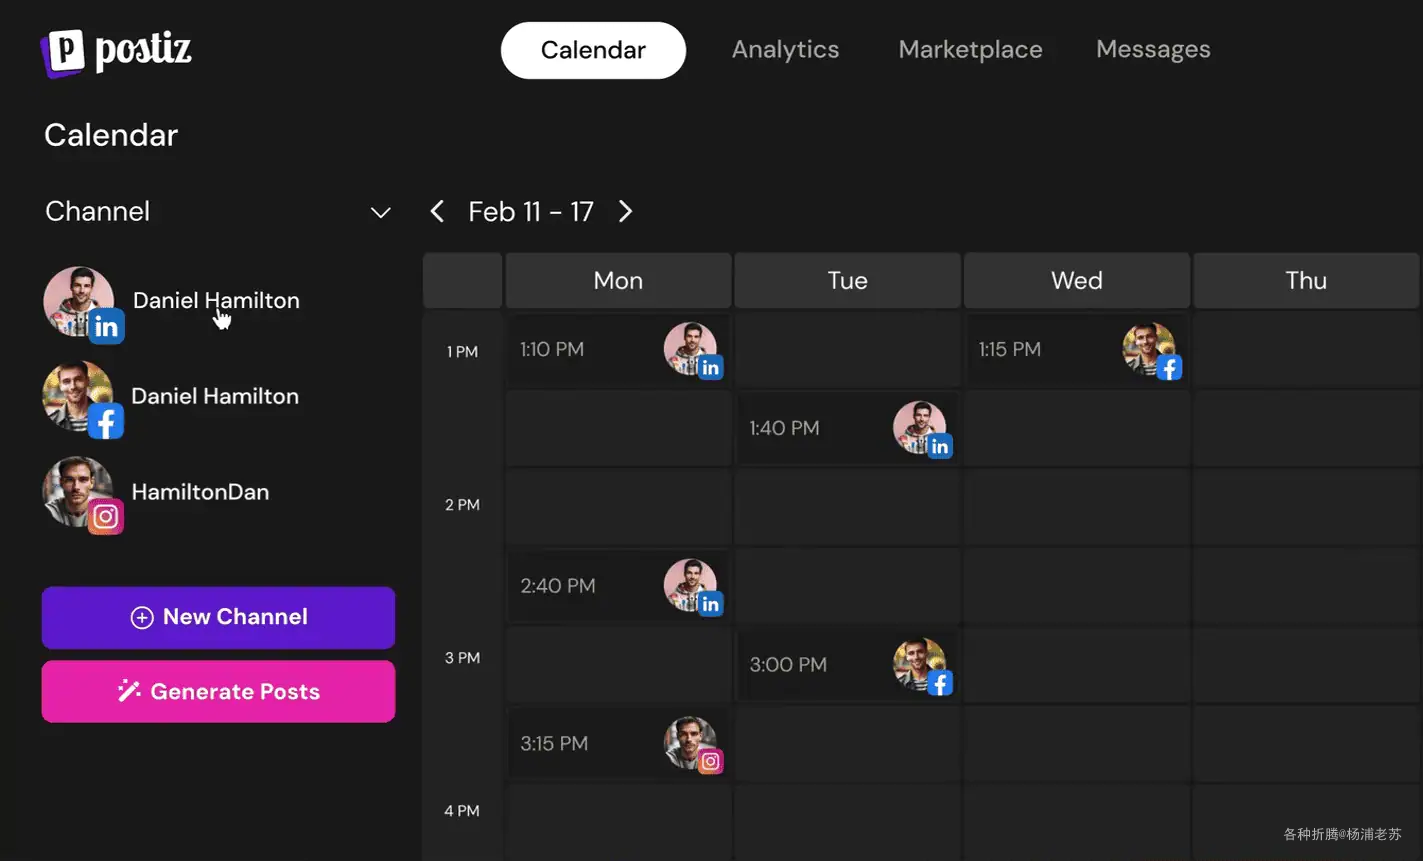 postiz
Calendar Analytics Marketplace Messages
Calendar
Channel
Feb 11 - 17
Daniel Hamilton
Daniel Hamilton
HamiltonDan
New Channel
Generate Posts
Mon Tue Wed Thu
1 PM 1:10 PM 1:15 PM
1:40 PM
2 PM
2:40 PM
3 PM 3:00 PM
3:15 PM
4 PM
各种折腾@杨浦老苏